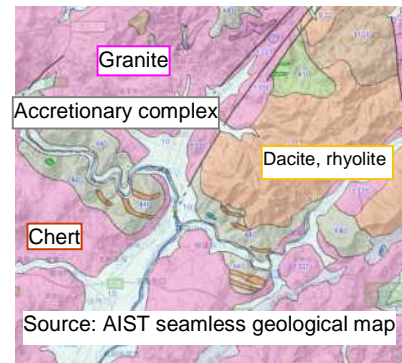 Granite
Accretionary complex
Dacite, rhyolite
Chert
Source: AIST seamless geological map